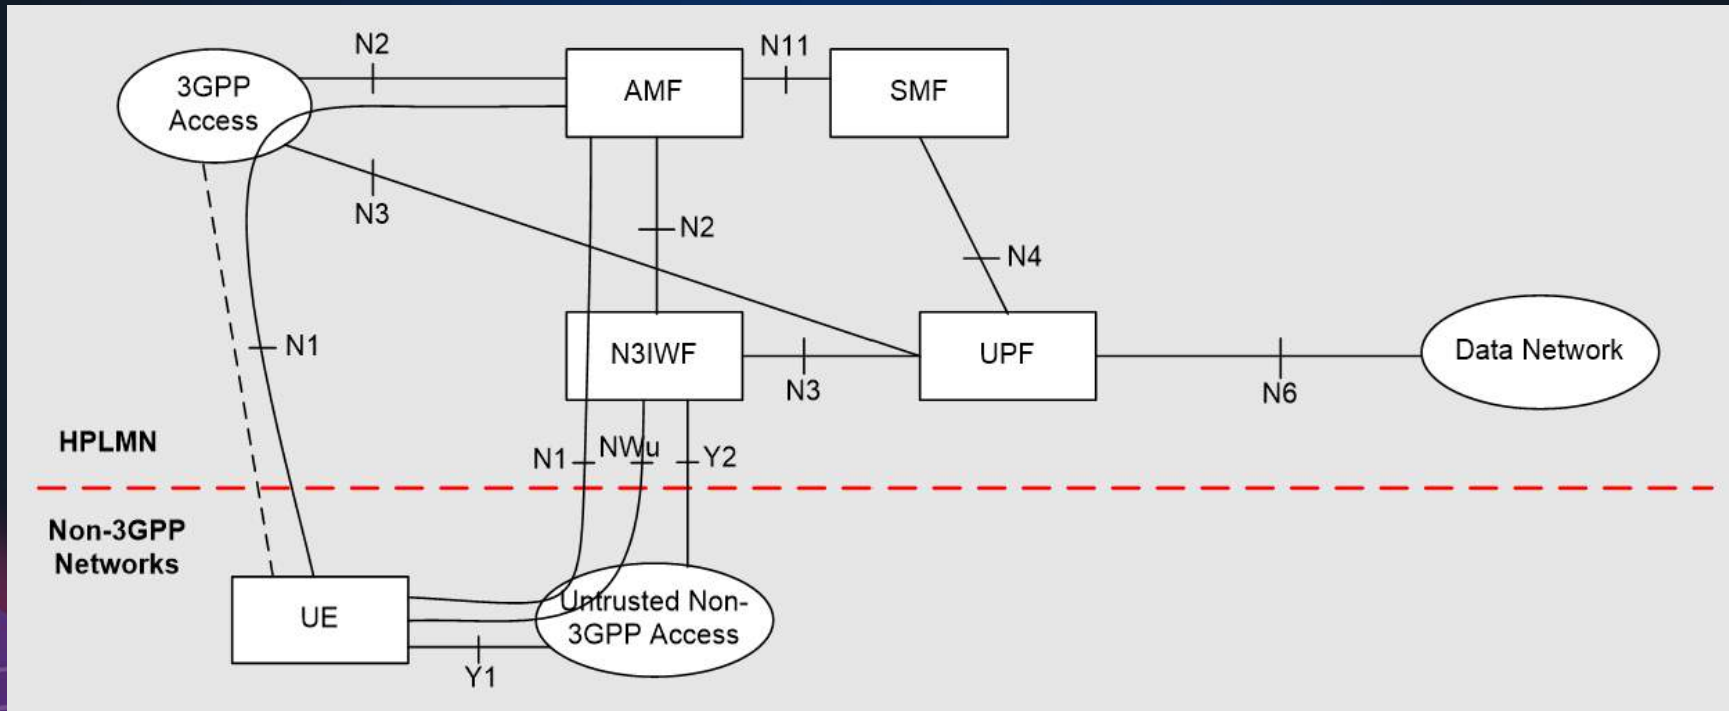 N2
N11
3GPP
Access
AMF
SMF
N3
N2
N4
N1
N3IWF
UPF
Data Network
N3
N6
HPLMN
N1
NWu
Y2
Non-3GPP
Networks
UE
Untrusted Non-
3GPP Access
Y1